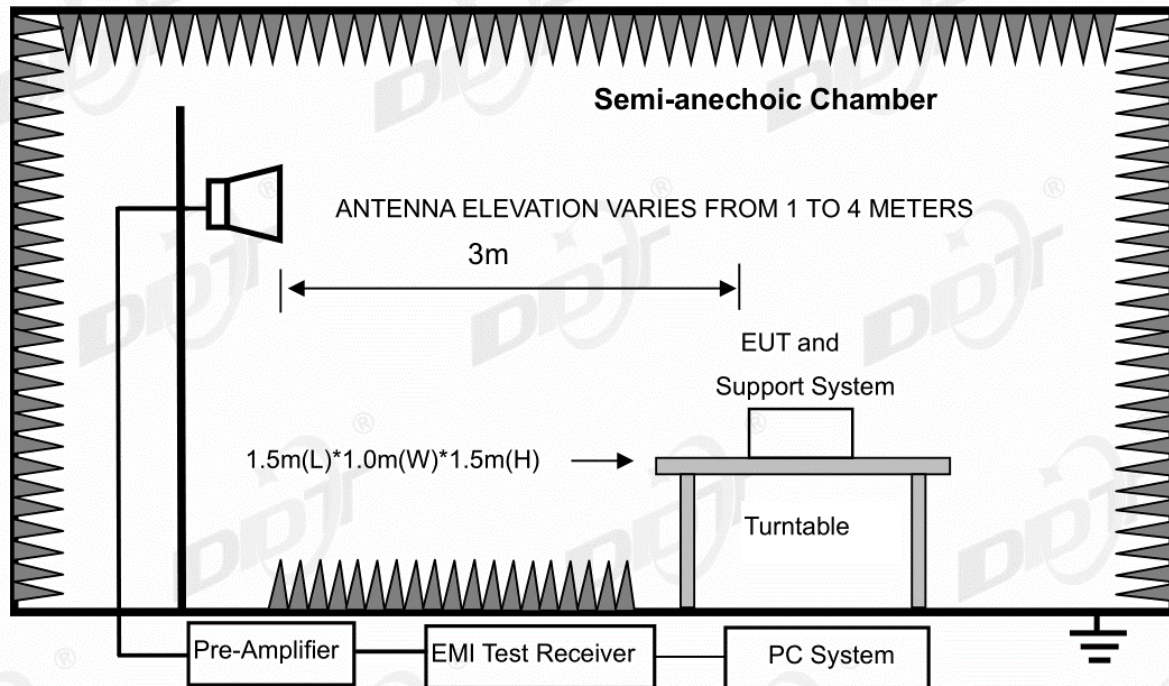 Semi-anechoic Chamber
ANTENNA ELEVATION VARIES FROM 1 TO 4 METERS
3m
EUT and
Support System
1.5m(L)*1.0m(W)*1.5m(H)
Turntable
Pre-Amplifier
EMI Test Receiver
PC System
DDT
®